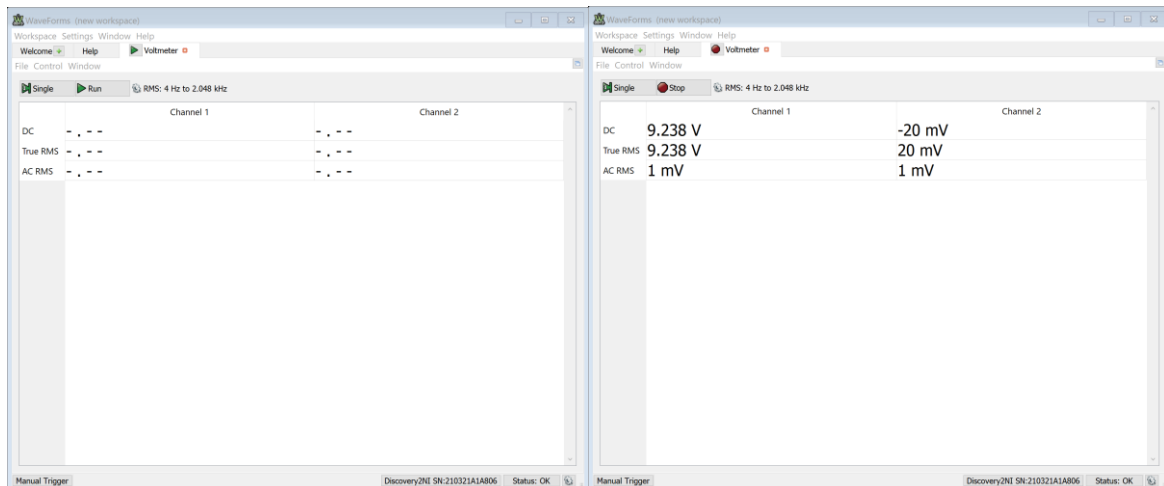 WaveForms (new workspace)
Workspace Settings Window Help
Welcome + Help Voltmeter
File Control Window
Single Run RMS: 4 Hz to 2.048 kHz
Channel 1 Channel 2
DC -.-- -.--
True RMS -.-- -.--
AC RMS -.-- -.--
Manual Trigger Discovery2NI SN:210321A1A806 Status: OK
WaveForms (new workspace)
Workspace Settings Window Help
Welcome + Help Voltmeter
File Control Window
Single Stop RMS: 4 Hz to 2.048 kHz
Channel 1 Channel 2
DC 9.238 V -20 mV
True RMS 9.238 V 20 mV
AC RMS 1 mV 1 mV
Manual Trigger Discovery2NI SN:210321A1A806 Status: OK